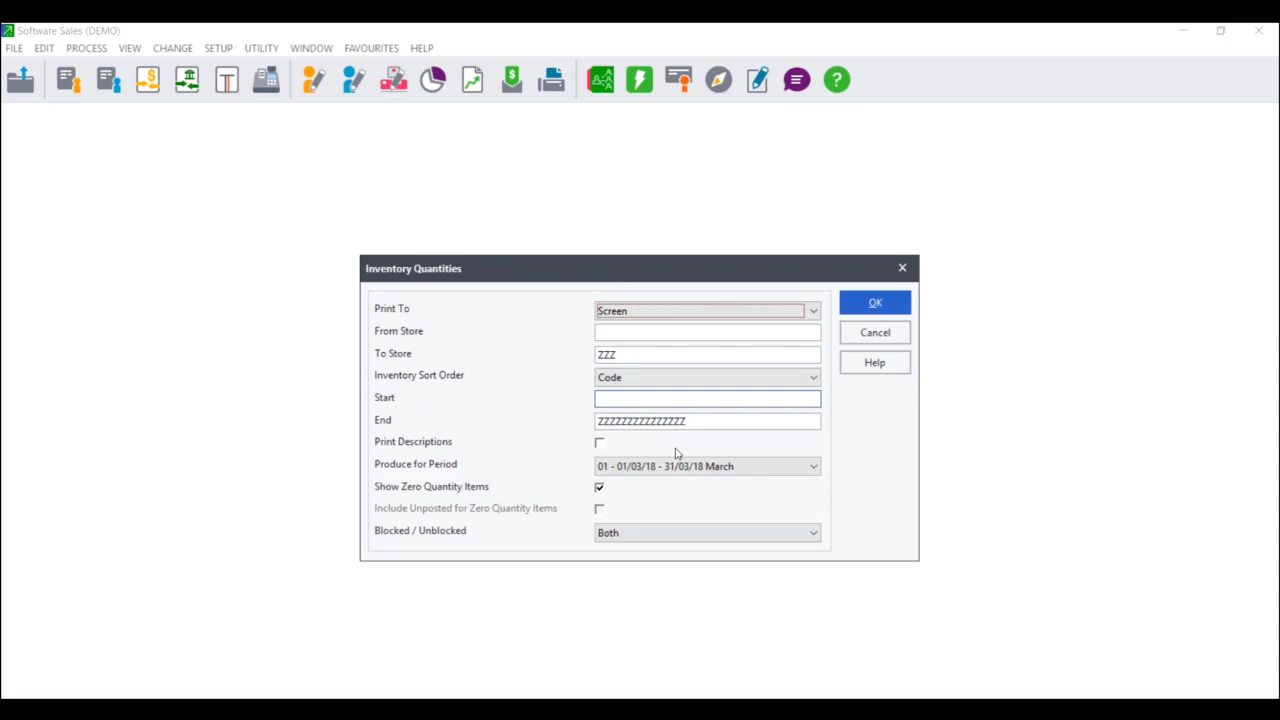 Software Sales (DEMO)
FILE EDIT PROCESS VIEW CHANGE SETUP UTILITY WINDOW FAVOURITES HELP
Inventory Quantities
Print To Screen
OK
From Store
Cancel
To Store ZZZ
Help
Inventory Sort Order Code
Start
End ZZZZZZZZZZZZZZZ
Print Descriptions
Produce for Period 01 - 01/03/18 - 31/03/18 March
Show Zero Quantity Items
Include Unposted for Zero Quantity Items
Blocked / Unblocked Both